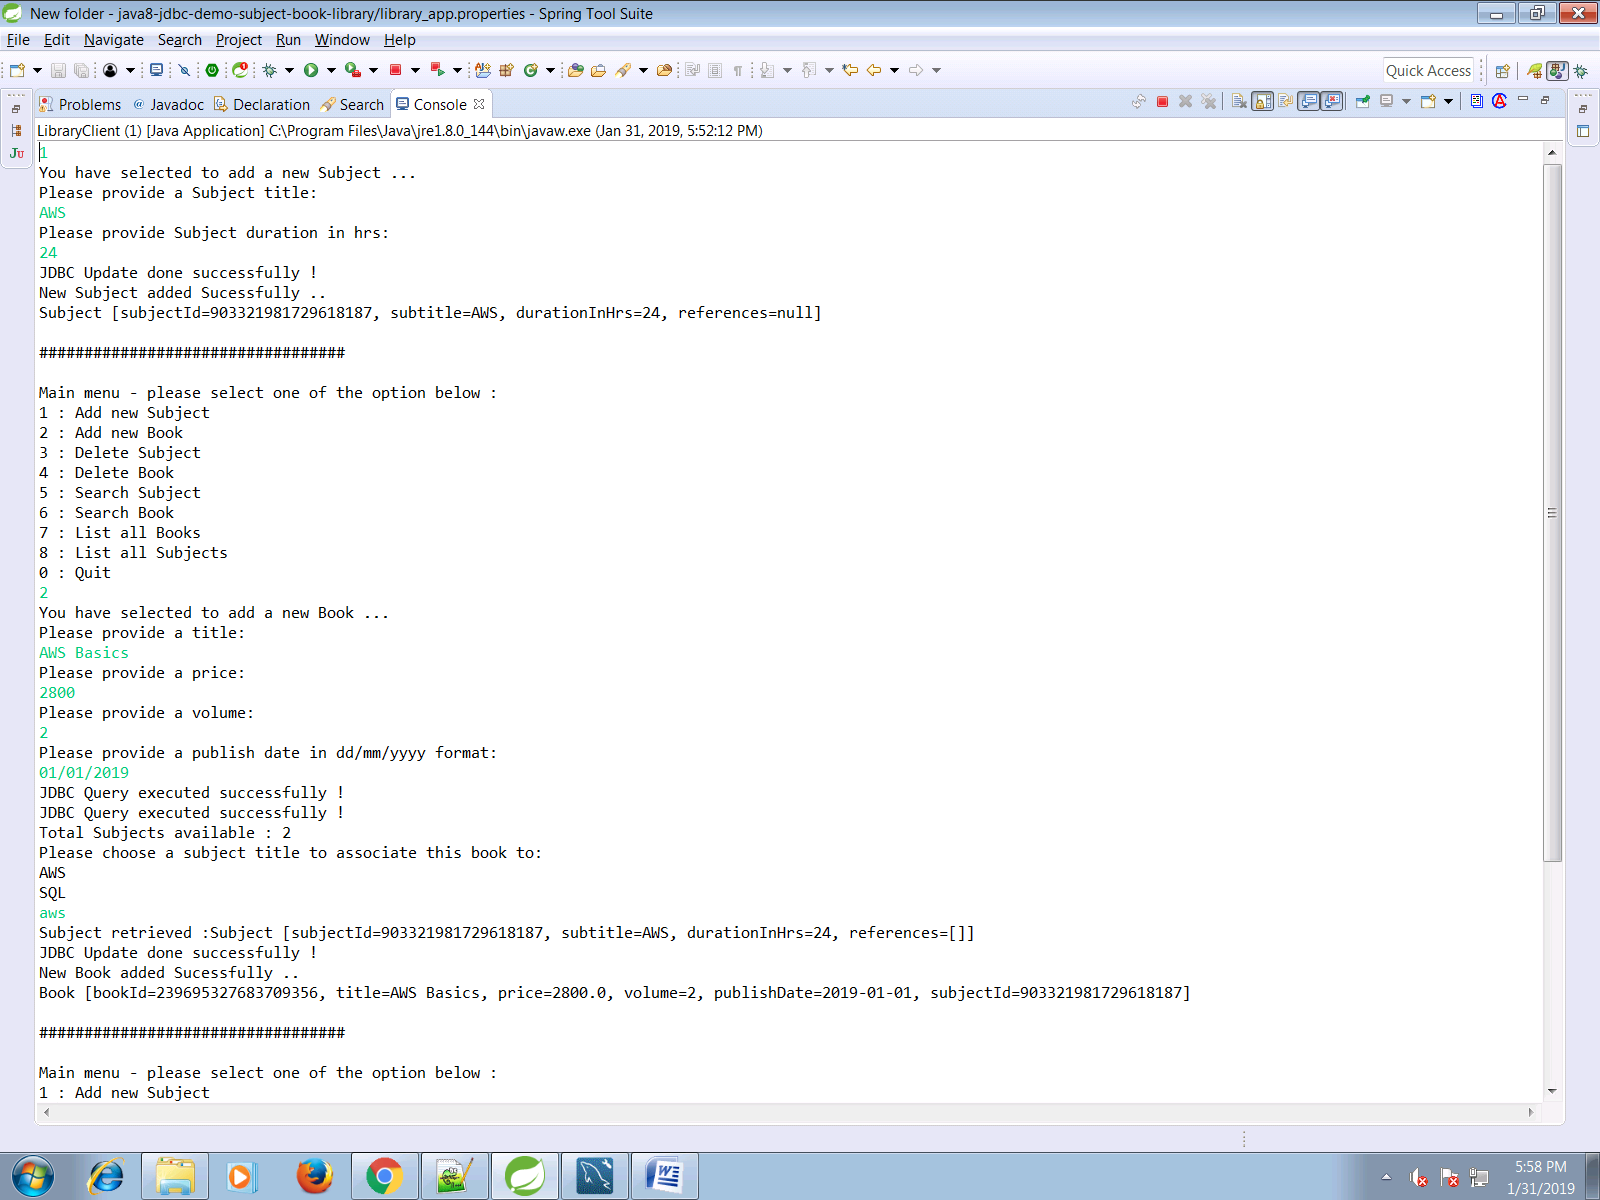 New folder - java8-jdbc-demo-subject-book-library/library_app.properties - Spring Tool Suite
File Edit Navigate Search Project Run Window Help
Quick Access
Problems @ Javadoc Declaration Search Console
LibraryClient (1) [Java Application] C:\Program Files\Java\jre1.8.0_144\bin\javaw.exe (Jan 31, 2019, 5:52:12 PM)
Ju
1
You have selected to add a new Subject ...
Please provide a Subject title:
AWS
Please provide Subject duration in hrs:
24
JDBC Update done successfully !
New Subject added Sucessfully ..
Subject [subjectId=903321981729618187, subtitle=AWS, durationInHrs=24, references=null]
##################################
Main menu - please select one of the option below :
1 : Add new Subject
2 : Add new Book
3 : Delete Subject
4 : Delete Book
5 : Search Subject
6 : Search Book
7 : List all Books
8 : List all Subjects
0 : Quit
2
You have selected to add a new Book ...
Please provide a title:
AWS Basics
Please provide a price:
2800
Please provide a volume:
2
Please provide a publish date in dd/mm/yyyy format:
01/01/2019
JDBC Query executed successfully !
JDBC Query executed successfully !
Total Subjects available : 2
Please choose a subject title to associate this book to:
AWS
SQL
aws
Subject retrieved :Subject [subjectId=903321981729618187, subtitle=AWS, durationInHrs=24, references=[]]
JDBC Update done successfully !
New Book added Sucessfully ..
Book [bookId=239695327683709356, title=AWS Basics, price=2800.0, volume=2, publishDate=2019-01-01, subjectId=903321981729618187]
##################################
Main menu - please select one of the option below :
1 : Add new Subject
5:58 PM
1/31/2019